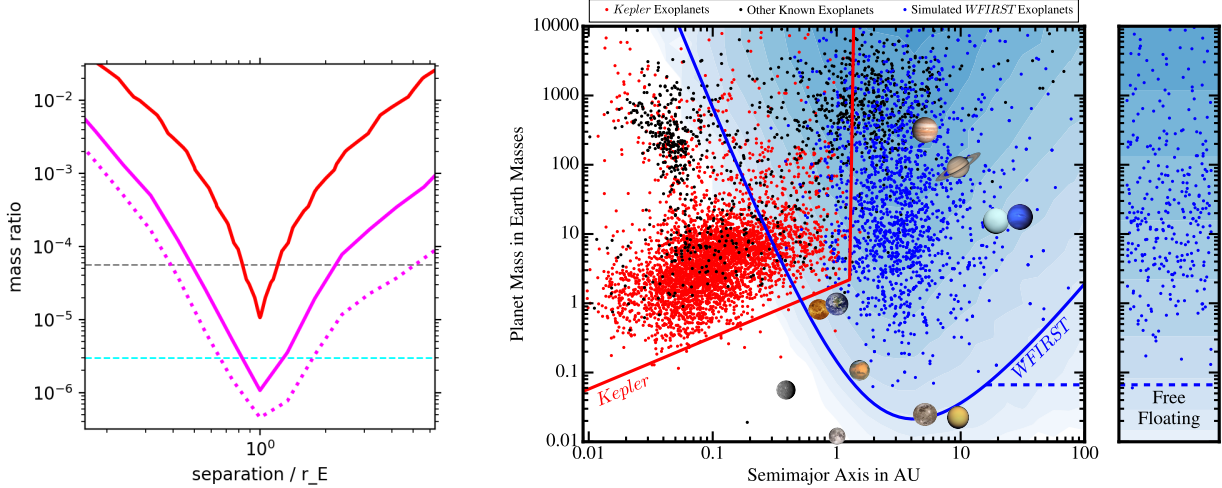 10⁻²
10⁻³
10⁻⁴
10⁻⁵
10⁻⁶
mass ratio
10⁰
separation / r_E
Kepler Exoplanets
Other Known Exoplanets
Simulated WFIRST Exoplanets
10000
1000
100
10
1
0.1
0.01
Planet Mass in Earth Masses
Kepler
WFIRST
0.01
0.1
1
10
100
Semimajor Axis in AU
Free
Floating